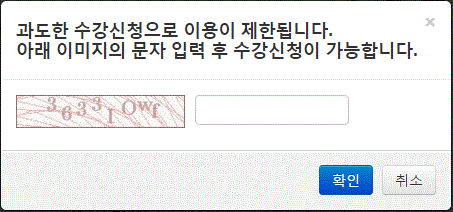 과도한 수강신청으로 이용이 제한됩니다.
아래 이미지의 문자 입력 후 수강신청이 가능합니다.
×
3633IOwf
확인 취소